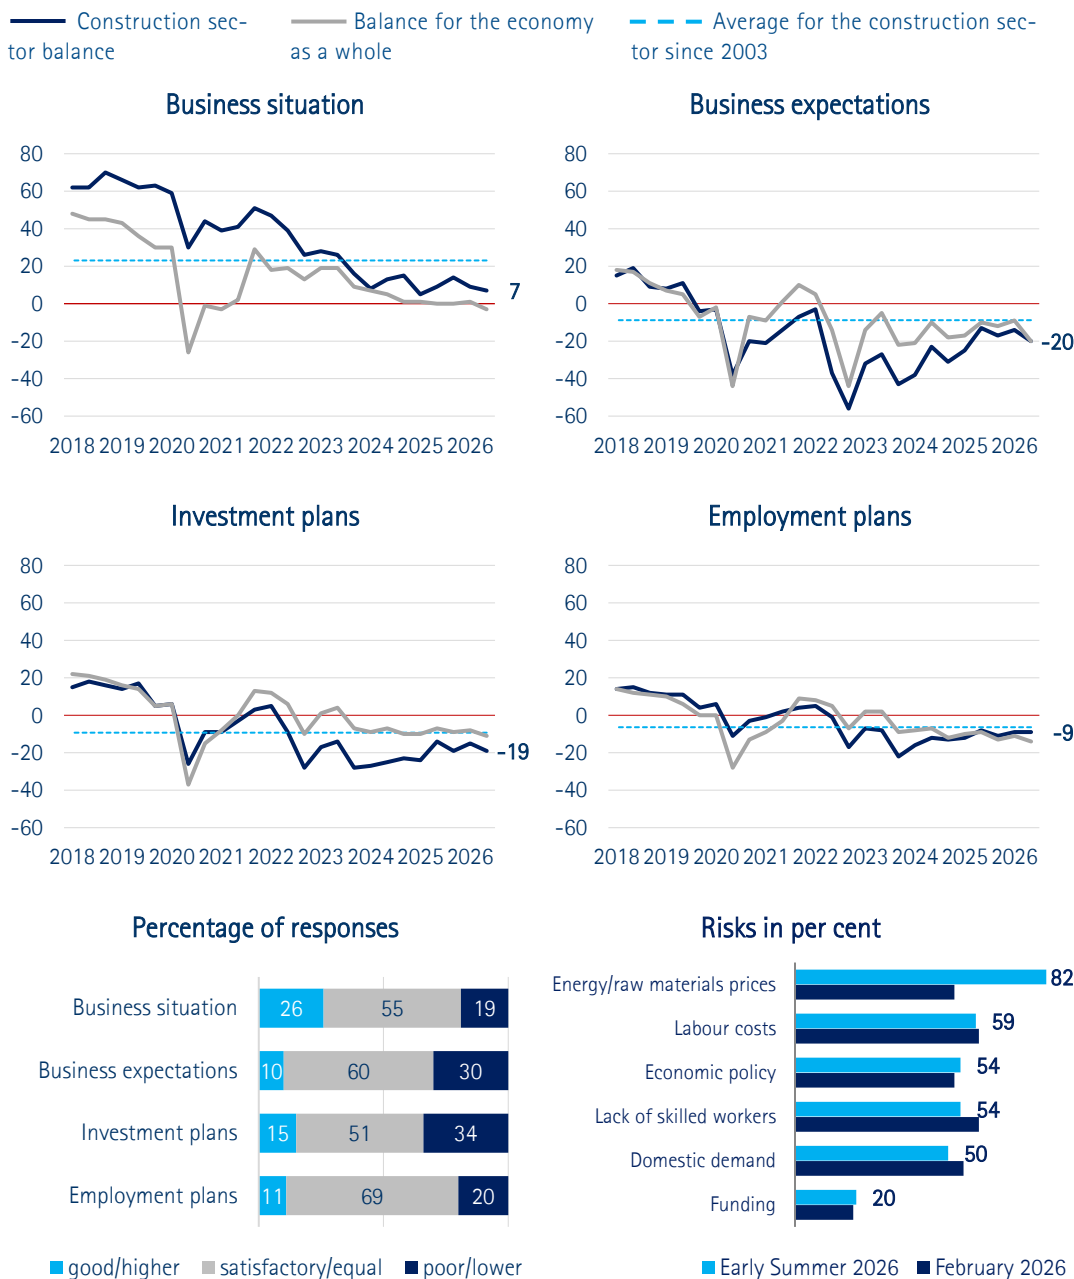 Construction sec-
tor balance
Balance for the economy
as a whole
Average for the construction sec-
tor since 2003
Business situation
80
60
40
20
0
-20
-40
-60
7
2018 2019 2020 2021 2022 2023 2024 2025 2026
Business expectations
80
60
40
20
0
-20
-40
-60
-20
2018 2019 2020 2021 2022 2023 2024 2025 2026
Investment plans
80
60
40
20
0
-20
-40
-60
-19
2018 2019 2020 2021 2022 2023 2024 2025 2026
Employment plans
80
60
40
20
0
-20
-40
-60
-9
2018 2019 2020 2021 2022 2023 2024 2025 2026
Percentage of responses
Business situation 26 55 19
Business expectations 10 60 30
Investment plans 15 51 34
Employment plans 11 69 20
good/higher satisfactory/equal poor/lower
Risks in per cent
Energy/raw materials prices 82
Labour costs 59
Economic policy 54
Lack of skilled workers 54
Domestic demand 50
Funding 20
Early Summer 2026 February 2026